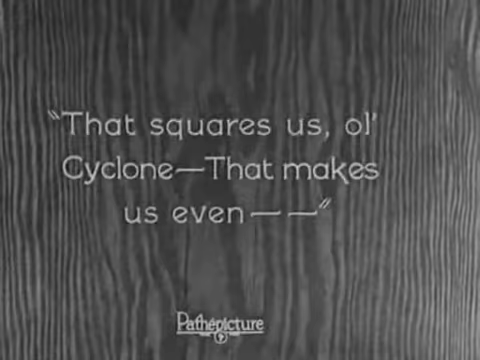 "That squares us, ol'
Cyclone—That makes
us even— —"
Pathépicture